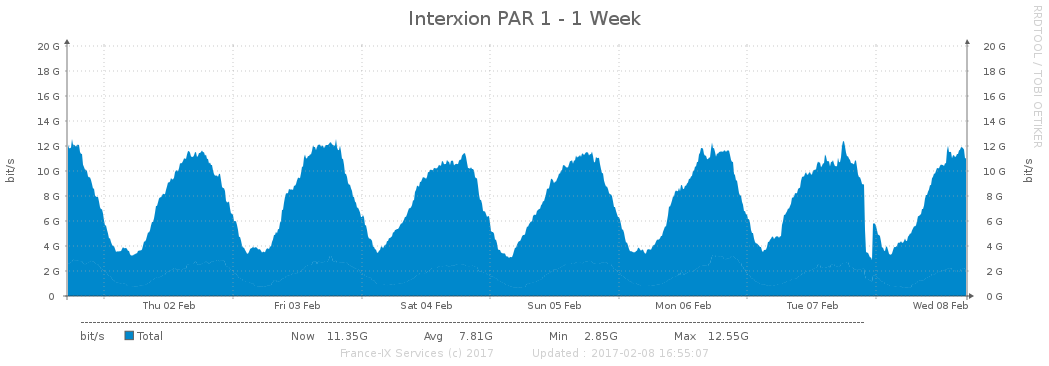 Interxion PAR 1 - 1 Week
RRDTOOL / TOBI OETIKER
20 G 20 G
18 G 18 G
16 G 16 G
14 G 14 G
12 G 12 G
10 G 10 G
8 G 8 G
6 G 6 G
4 G 4 G
2 G 2 G
0 0 G
bit/s
bit/s
Thu 02 Feb Fri 03 Feb Sat 04 Feb Sun 05 Feb Mon 06 Feb Tue 07 Feb Wed 08 Feb
bit/s Total Now 11.35G Avg 7.81G Min 2.85G Max 12.55G
France-IX Services (c) 2017 Updated : 2017-02-08 16:55:07